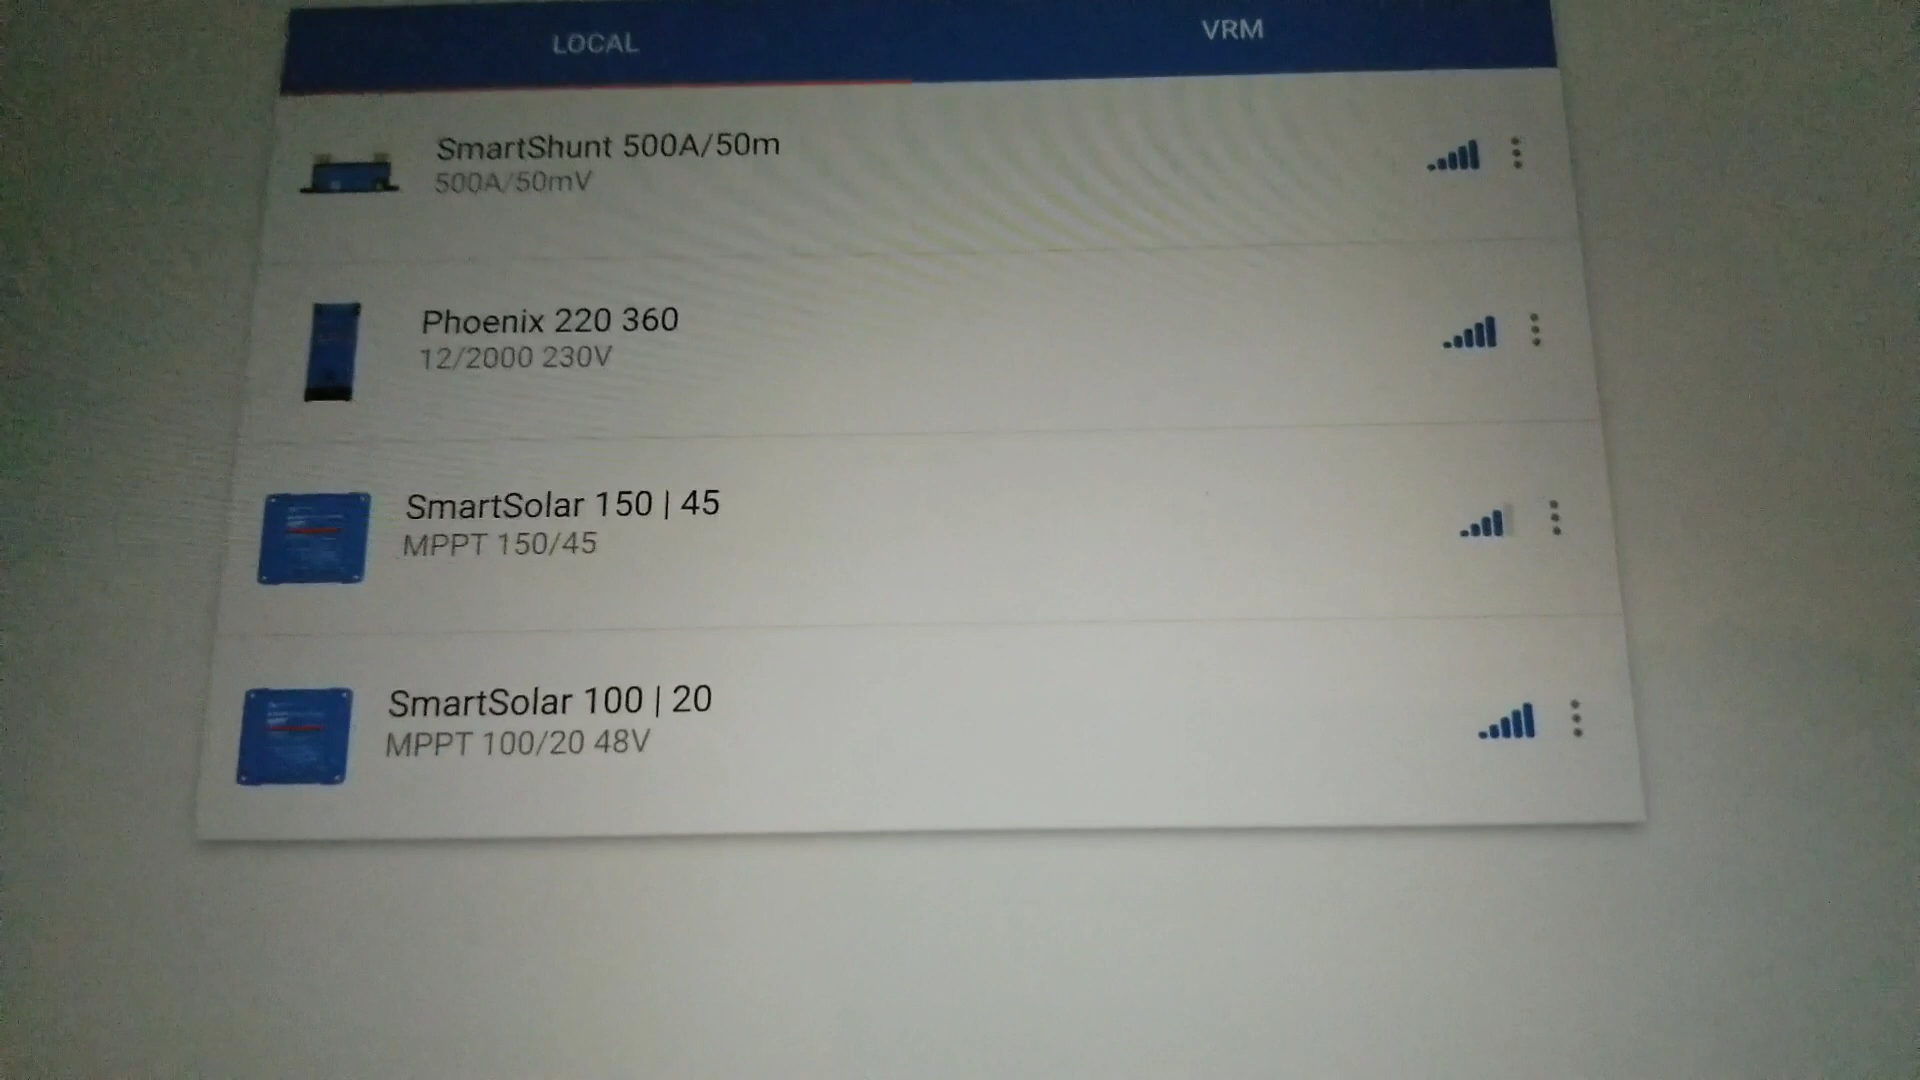 LOCAL
VRM
SmartShunt 500A/50m
500A/50mV
Phoenix 220 360
12/2000 230V
SmartSolar 150 | 45
MPPT 150/45
SmartSolar 100 | 20
MPPT 100/20 48V